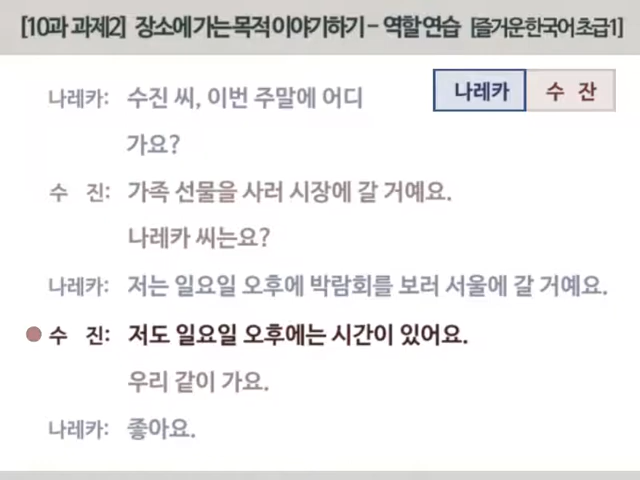 [10과 과제2] 장소에 가는 목적 이야기하기 – 역할 연습 [즐거운 한국어 초급1]
나레카 수 잔
나레카: 수진 씨, 이번 주말에 어디
가요?
수 진: 가족 선물을 사러 시장에 갈 거예요.
나레카 씨는요?
나레카: 저는 일요일 오후에 박람회를 보러 서울에 갈 거예요.
수 진: 저도 일요일 오후에는 시간이 있어요.
우리 같이 가요.
나레카: 좋아요.